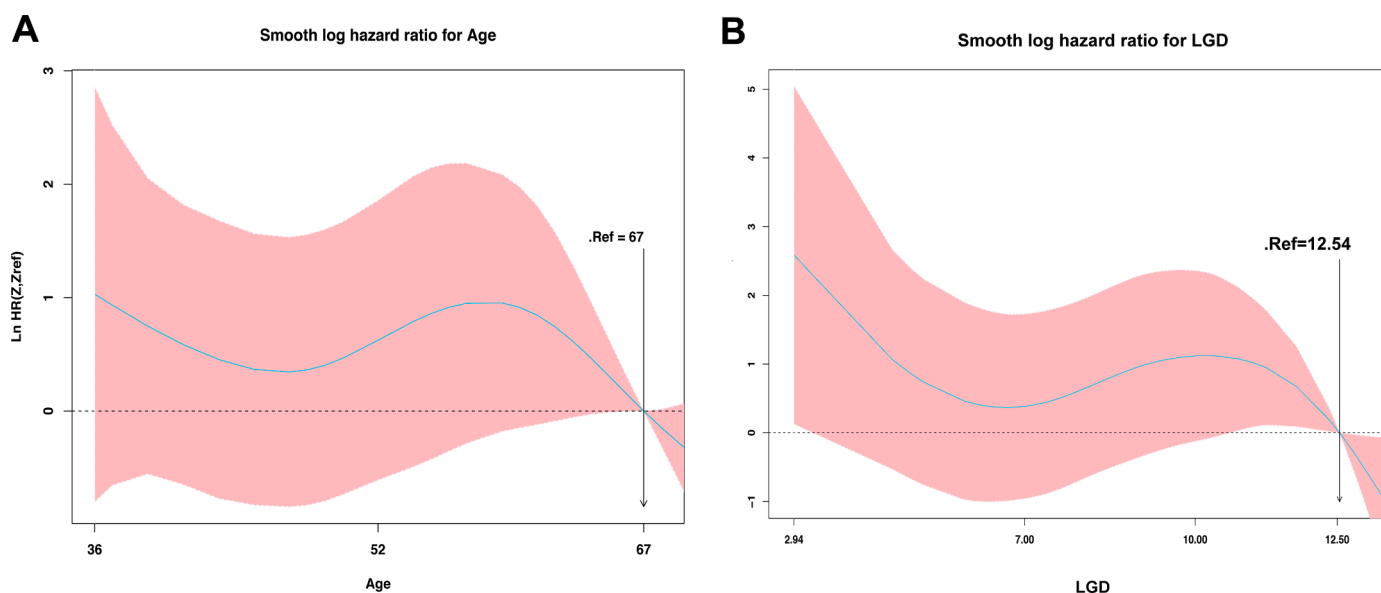 A
Smooth log hazard ratio for Age
Ln HR(Z,Zref)
3
2
1
0
.Ref = 67
36
52
67
Age
B
Smooth log hazard ratio for LGD
5
4
3
2
1
0
−1
.Ref=12.54
2.94
7.00
10.00
12.50
LGD